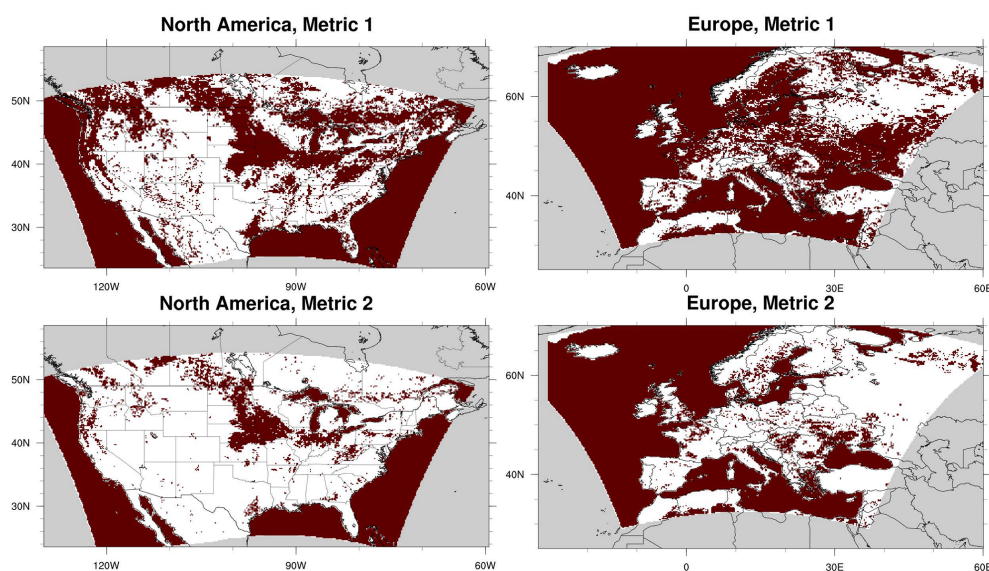 North America, Metric 1
50N
40N
30N
120W
90W
60W
Europe, Metric 1
60N
40N
0
30E
60E
North America, Metric 2
50N
40N
30N
120W
90W
60W
Europe, Metric 2
60N
40N
0
30E
60E